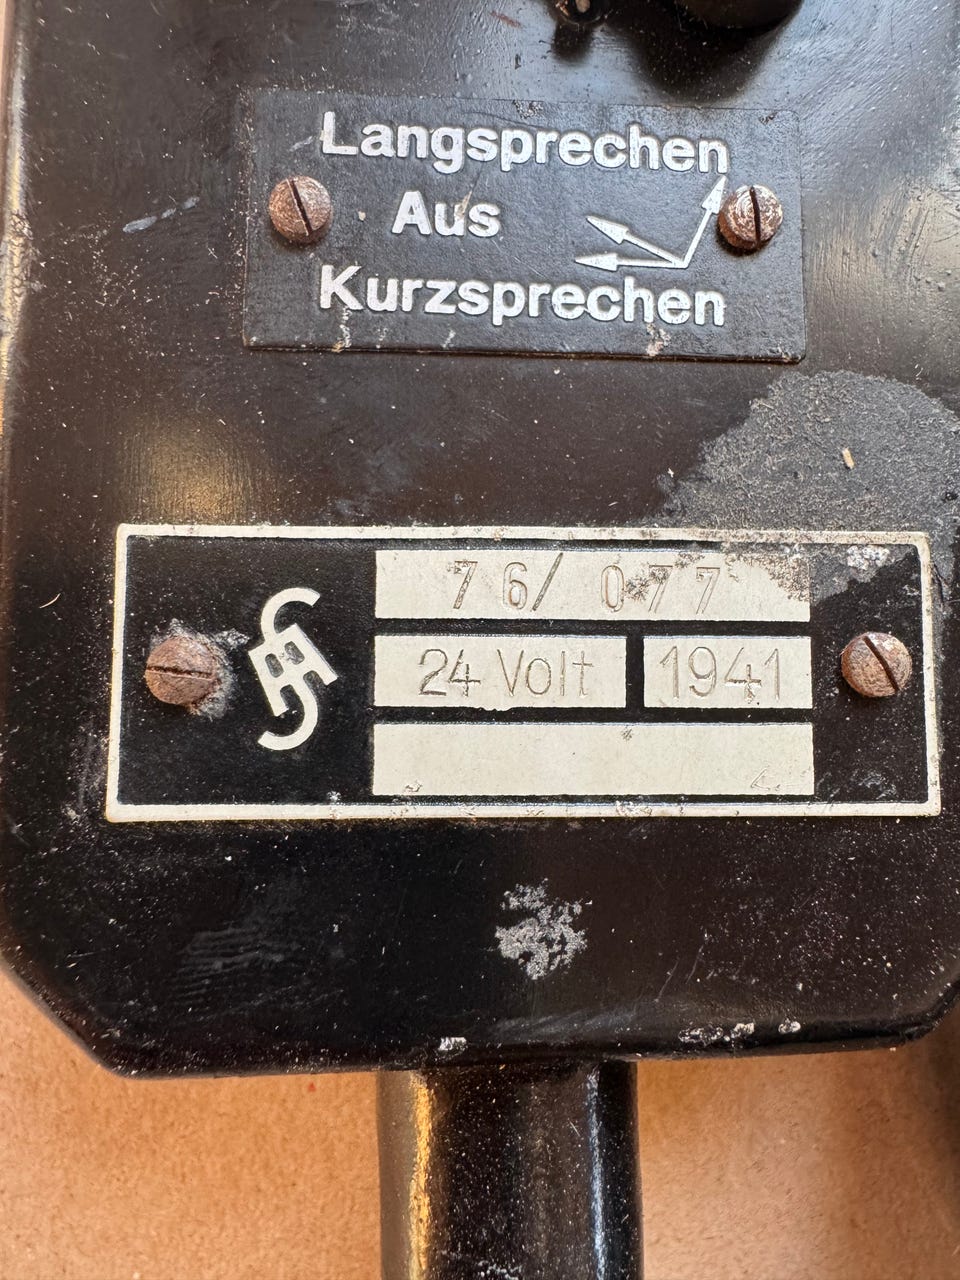 Langsprechen
Aus
Kurzsprechen
76/ 077
24 Volt 1941